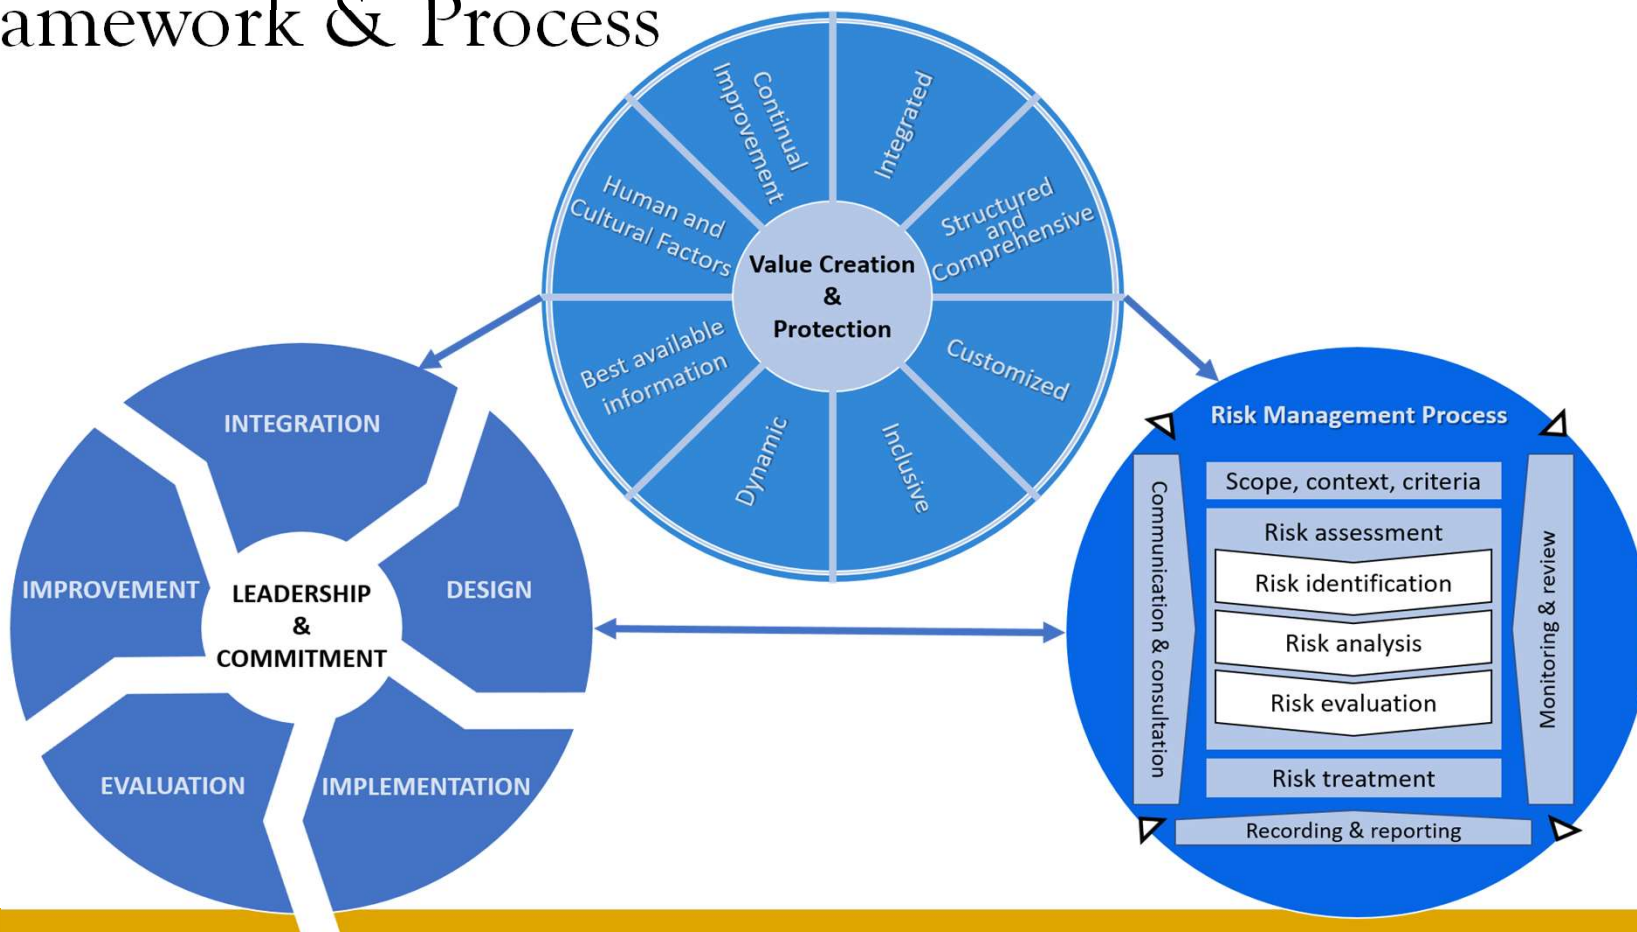 amework & Process
Continual
Improvement
Integrated
Structured
and
Comprehensive
Customized
Inclusive
Dynamic
Best available
information
Human and
Cultural Factors
Value Creation
&
Protection
INTEGRATION
DESIGN
IMPLEMENTATION
EVALUATION
IMPROVEMENT
LEADERSHIP
&
COMMITMENT
Risk Management Process
Scope, context, criteria
Risk assessment
Risk identification
Risk analysis
Risk evaluation
Risk treatment
Recording & reporting
Communication & consultation
Monitoring & review